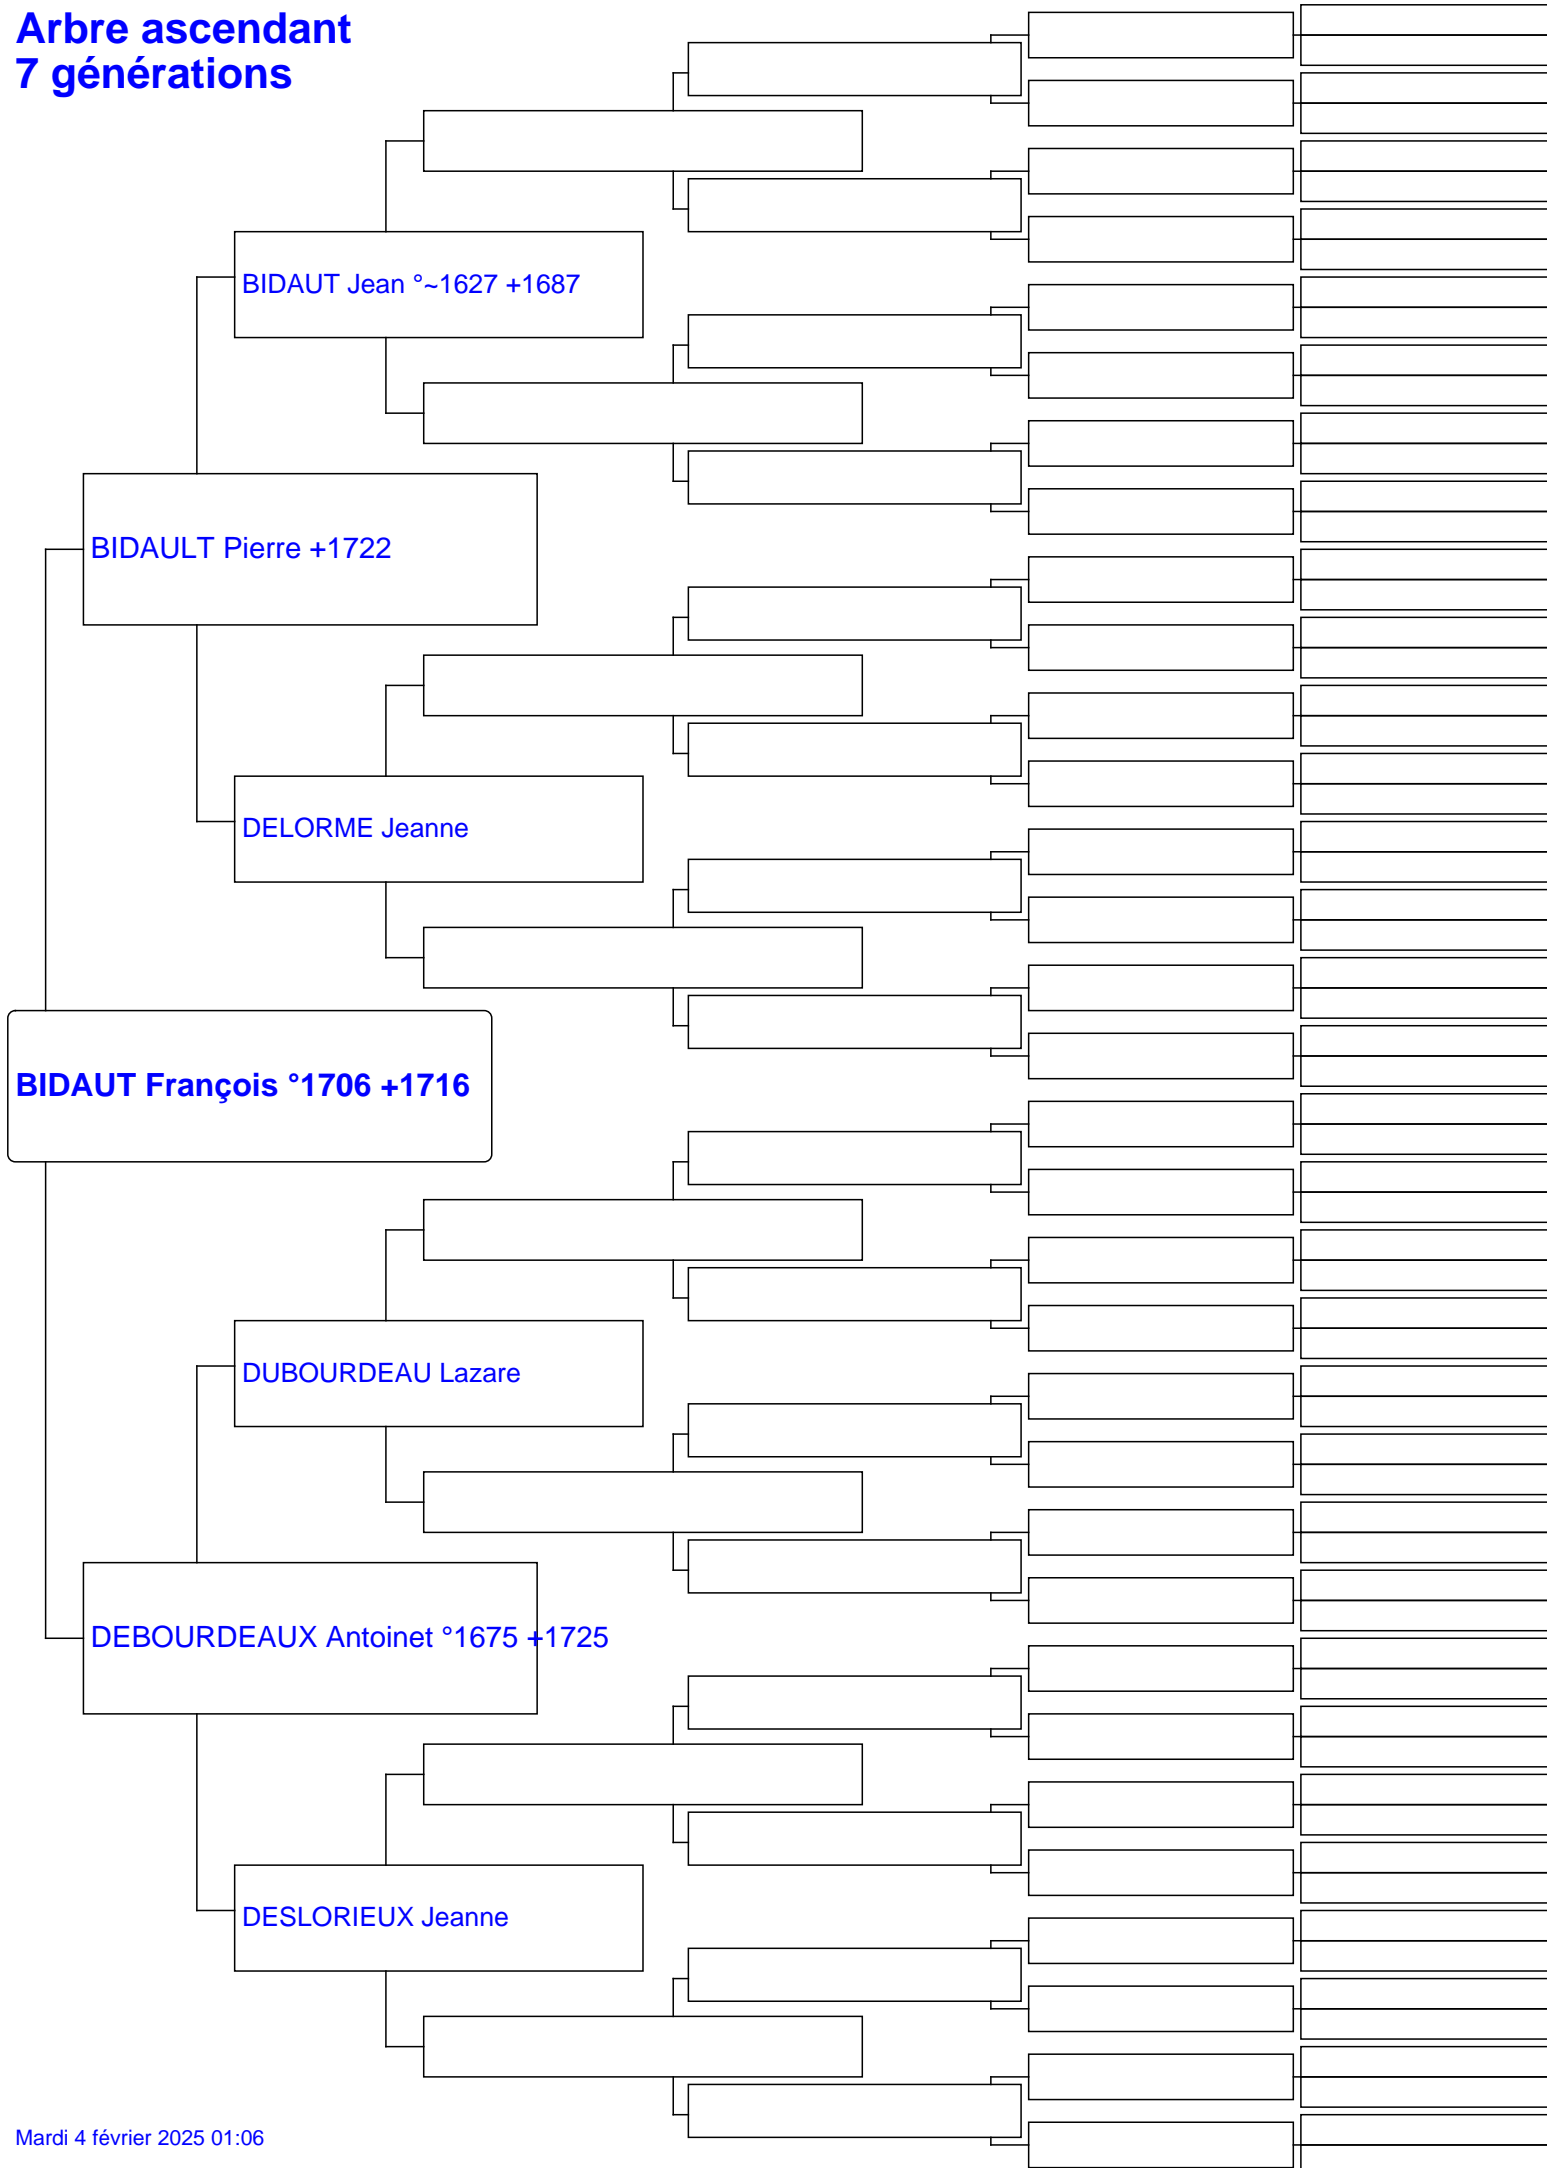 Arbre ascendant
7 générations
BIDAUT Jean °~1627 +1687
BIDAULT Pierre +1722
DELORME Jeanne
BIDAUT François °1706 +1716
DUBOURDEAU Lazare
DEBOURDEAUX Antoinet °1675 +1725
DESLORIEUX Jeanne
Mardi 4 février 2025 01:06